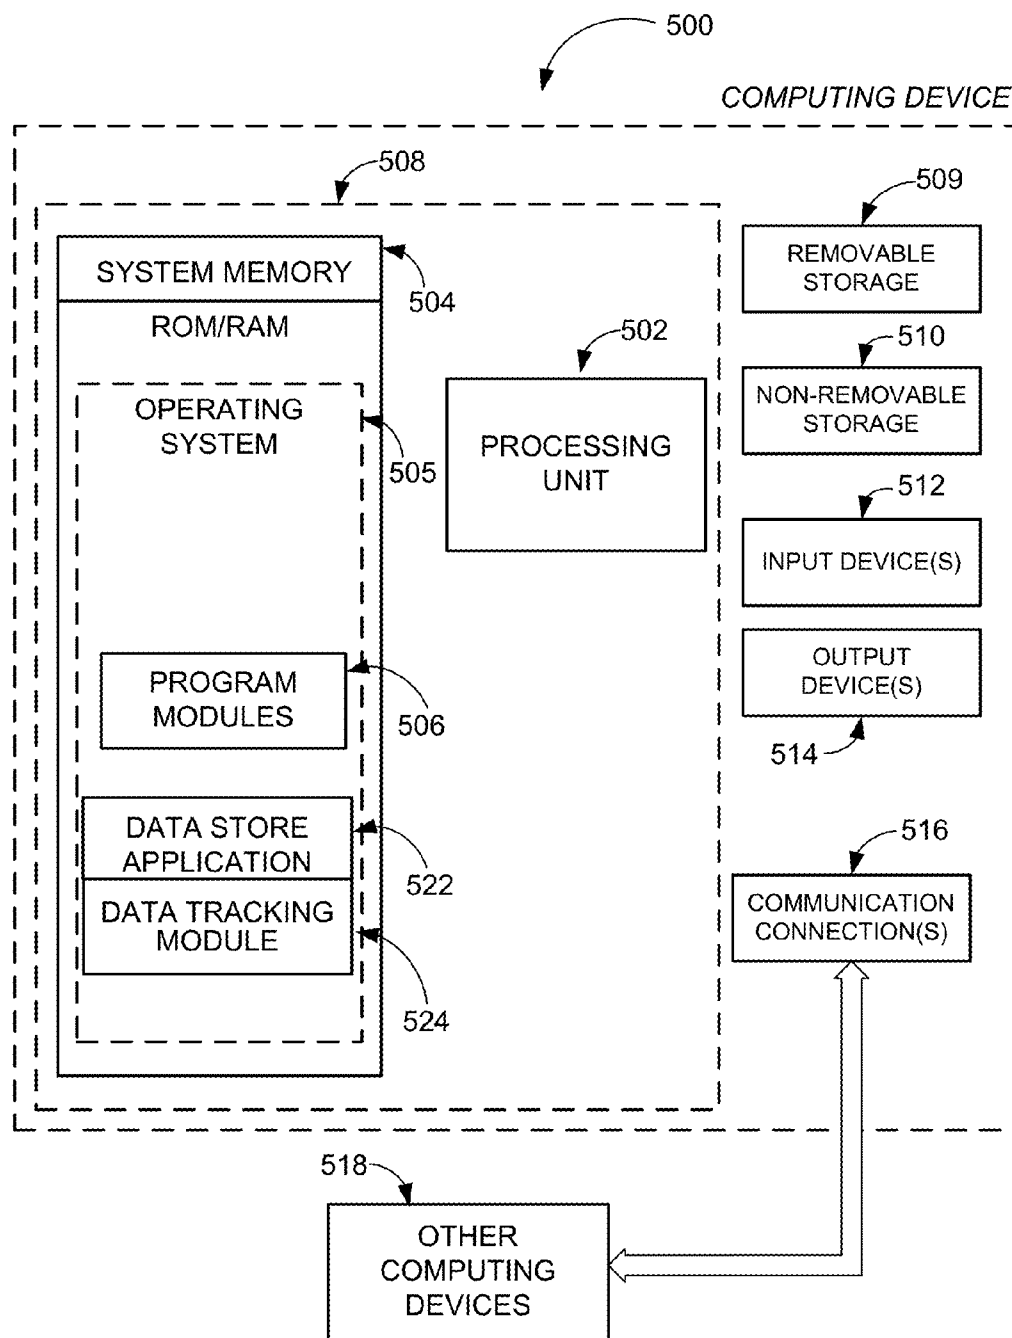 500
COMPUTING DEVICE
508
509
SYSTEM MEMORY
504
REMOVABLE
STORAGE
ROM/RAM
502
510
OPERATING
SYSTEM
505
PROCESSING
UNIT
NON-REMOVABLE
STORAGE
512
INPUT DEVICE(S)
OUTPUT
DEVICE(S)
514
PROGRAM
MODULES
506
DATA STORE
APPLICATION
522
DATA TRACKING
MODULE
524
516
COMMUNICATION
CONNECTION(S)
518
OTHER
COMPUTING
DEVICES